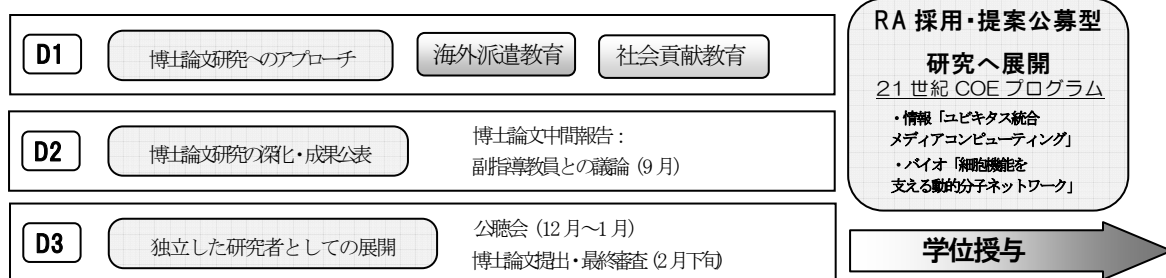 D1 博士論文研究へのアプローチ 海外派遣教育 社会貢献教育
D2 博士論文研究の深化・成果公表
博士論文中間報告：
副指導教員との議論（9月）
D3 独立した研究者としての展開
公聴会（12月～1月）
博士論文提出・最終審査（2月下旬）
RA 採用・提案公募型
研究へ展開
21世紀COEプログラム
・情報「ユビキタス統合
メディアコンピューティング」
・バイオ「細胞機能を
支える動的分子ネットワーク」
学位授与